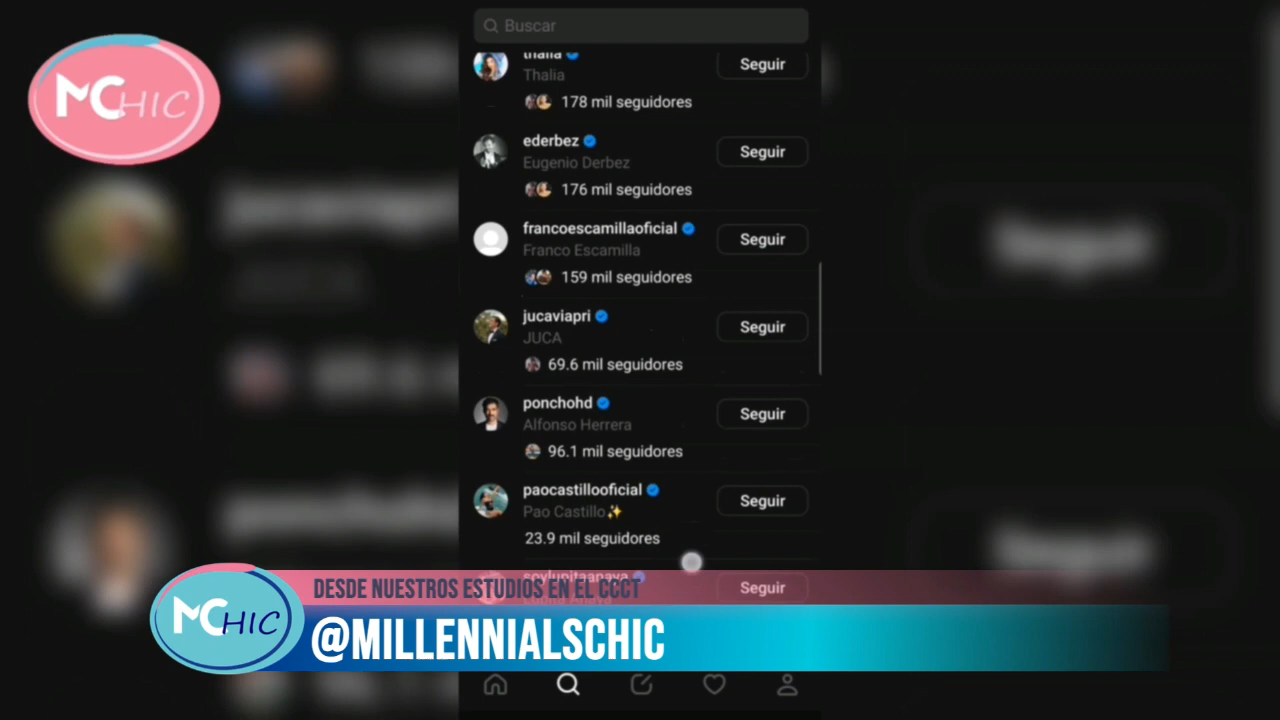 MCHIC
Buscar
thalia
Seguir
Thalia
178 mil seguidores
ederbez
Seguir
Eugenio Derbez
176 mil seguidores
francoescamillaoficial
Seguir
Franco Escamilla
159 mil seguidores
jucaviapri
Seguir
JUCA
69.6 mil seguidores
ponchohd
Seguir
Alfonso Herrera
96.1 mil seguidores
paocastillooficial
Seguir
Pao Castillo✨
23.9 mil seguidores
soylupitaanaya
Seguir
DESDE NUESTROS ESTUDIOS EN EL CCCT
MCHIC
@MILLENNIALSCHIC